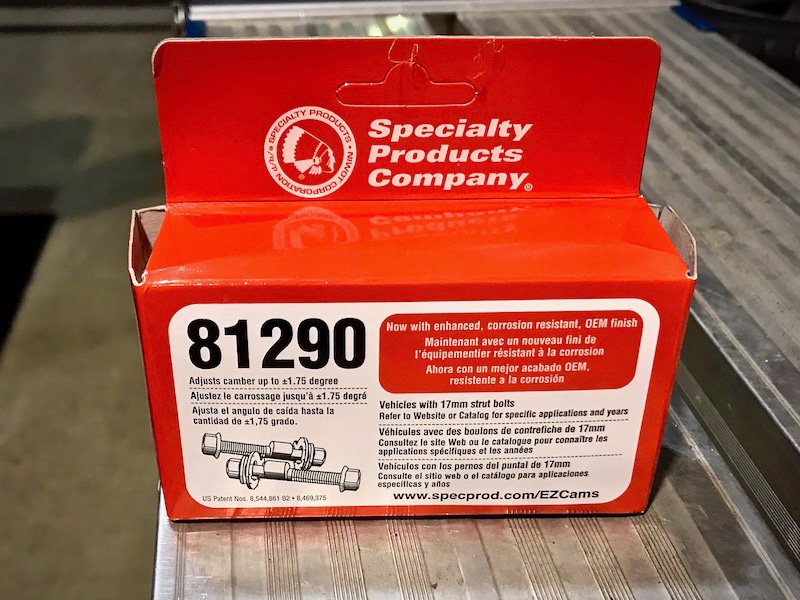 SPECIALTY PRODUCTS • NIWOT CORPORATION d/b/a
Specialty
Products
Company®
81290
Adjusts camber up to ±1.75 degree
Ajustez le carrossage jusqu'à ±1.75 degré
Ajusta el angulo de caída hasta la
cantidad de ±1,75 grado.
US Patent Nos. 8,544,861 B2 • 8,469,375
Now with enhanced, corrosion resistant, OEM finish
Maintenant avec un nouveau fini de
l'équipementier résistant à la corrosion
Ahora con un mejor acabado OEM,
resistente a la corrosión
Vehicles with 17mm strut bolts
Refer to Website or Catalog for specific applications and years
Véhicules avec des boulons de contrefiche de 17mm
Consultez le site Web ou le catalogue pour connaître les
applications spécifiques et les années
Vehículos con los pernos del puntal de 17mm
Consulte el sitio web o el catálogo para aplicaciones
específicas y años
www.specprod.com/EZCams